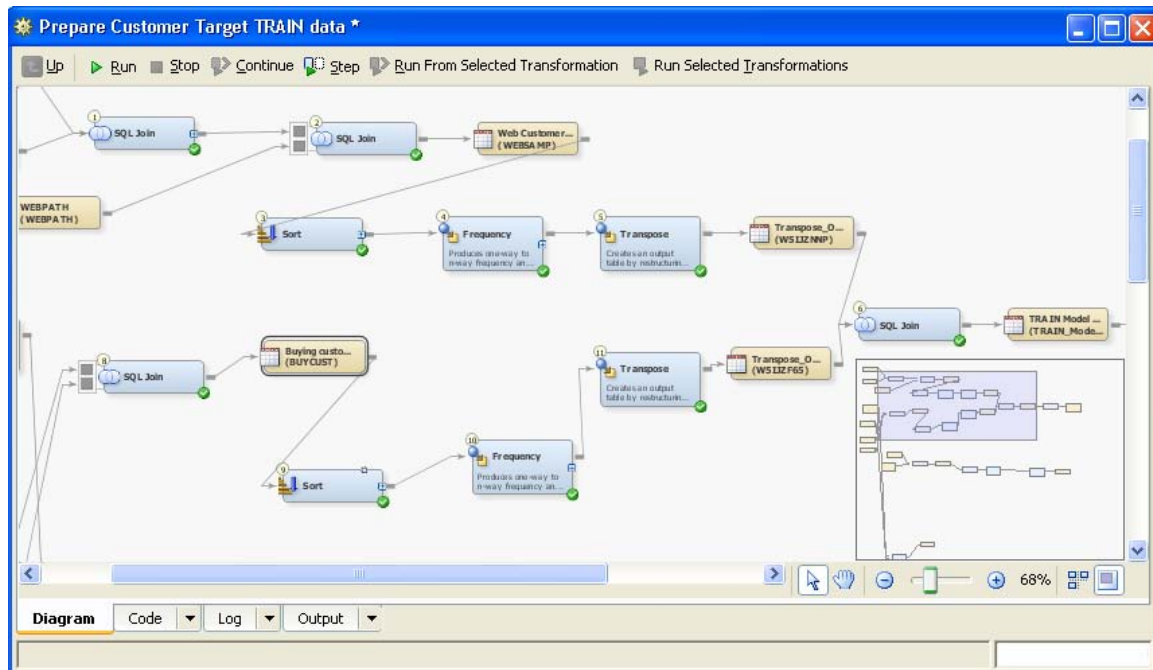 Prepare Customer Target TRAIN data *
Up Run Stop Continue Step Run From Selected Transformation Run Selected Transformations
1
SQL Join
2
SQL Join
Web Customer...
(WEBSAMP)
WEBPATH
(WEBPATH)
3
Sort
4
Frequency
Produces one-way to
n-way frequency an...
5
Transpose
Creates an output
table by restructurin...
Transpose_O...
(W5IJZNNP)
6
SQL Join
TRAIN Model ...
(TRAIN_Mode...
8
SQL Join
Buying custo...
(BUYCUST)
11
Transpose
Creates an output
table by restructurin...
Transpose_O...
(W5IJZF65)
9
Sort
10
Frequency
Produces one-way to
n-way frequency an...
68%
Diagram Code Log Output